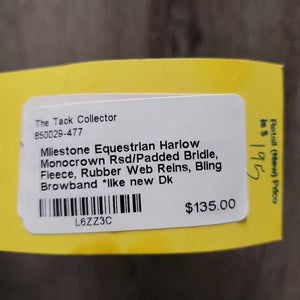 The Tack Collector
850029-477
Milestone Equestrian Harlow
Monocrown Rsd/Padded Bridle,
Fleece, Rubber Web Reins, Bling
Browband *like new Dk
$135.00
L6ZZ3C
Retail (New) Price
in $
195